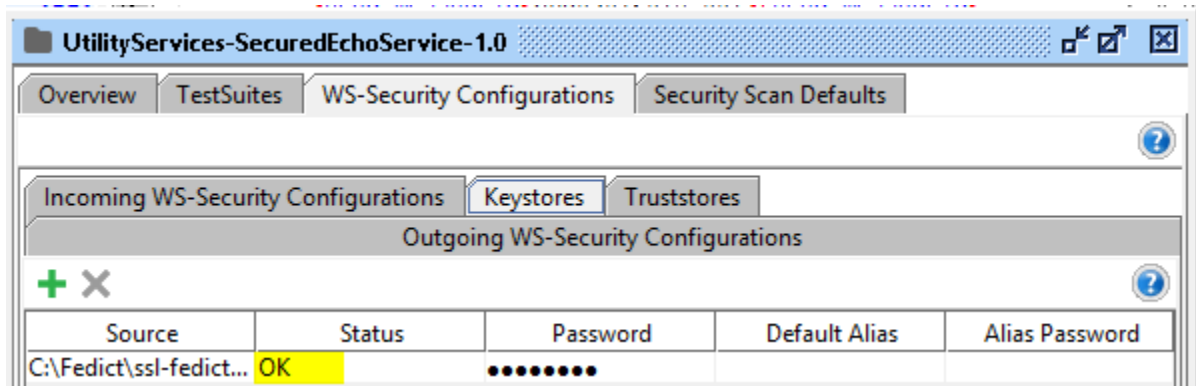 UtilityServices-SecuredEchoService-1.0
Overview TestSuites WS-Security Configurations Security Scan Defaults
?
Incoming WS-Security Configurations Keystores Truststores
Outgoing WS-Security Configurations
?
Source Status Password Default Alias Alias Password
C:\Fedict\ssl-fedict... OK ●●●●●●●●